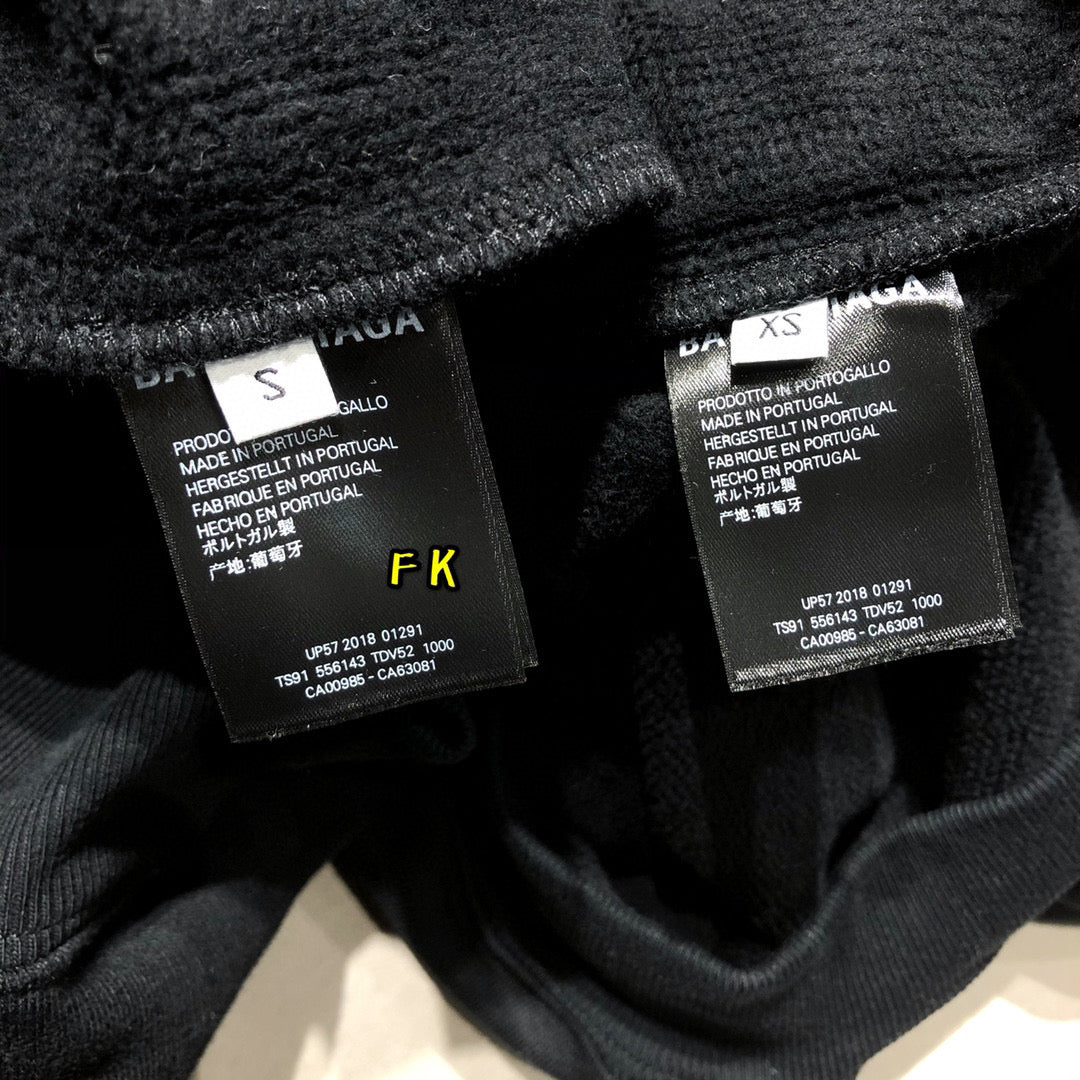 S
PRODO GALLO
MADE IN PORTUGAL
HERGESTELLT IN PORTUGAL
FABRIQUE EN PORTUGAL
HECHO EN PORTUGAL
ポルトガル製
产地:葡萄牙
FK
UP57 2018 01291
TS91 556143 TDV52 1000
CA00985 - CA63081
XS
PRODOTTO IN PORTOGALLO
MADE IN PORTUGAL
HERGESTELLT IN PORTUGAL
FABRIQUE EN PORTUGAL
HECHO EN PORTUGAL
ポルトガル製
产地:葡萄牙
UP57 2018 01291
TS91 556143 TDV52 1000
CA00985 - CA63081